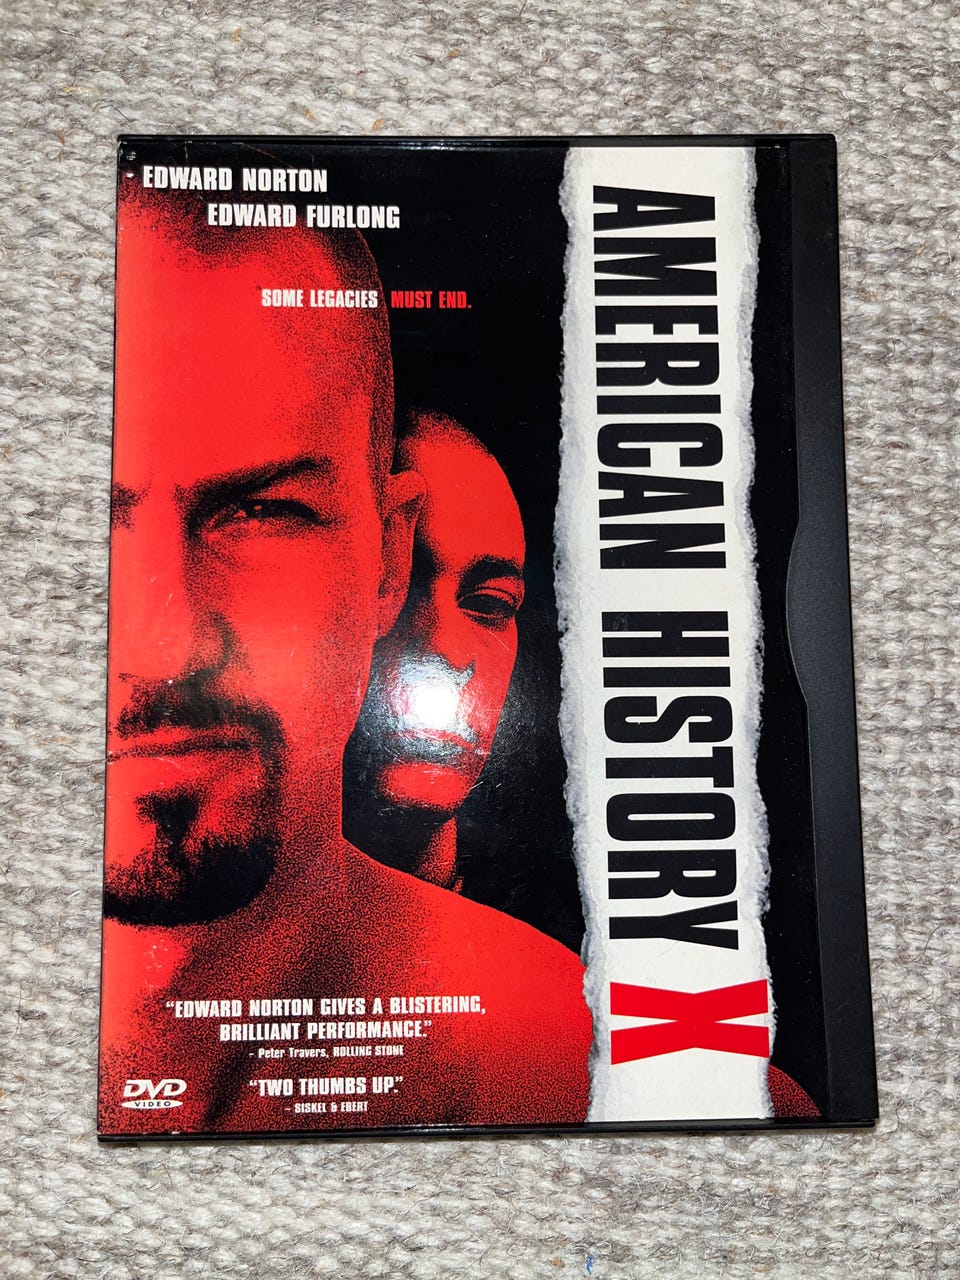 EDWARD NORTON
EDWARD FURLONG
SOME LEGACIES MUST END.
AMERICAN HISTORY X
"EDWARD NORTON GIVES A BLISTERING,
BRILLIANT PERFORMANCE."
- Peter Travers, ROLLING STONE
"TWO THUMBS UP."
- SISKEL & EBERT
DVD
VIDEO